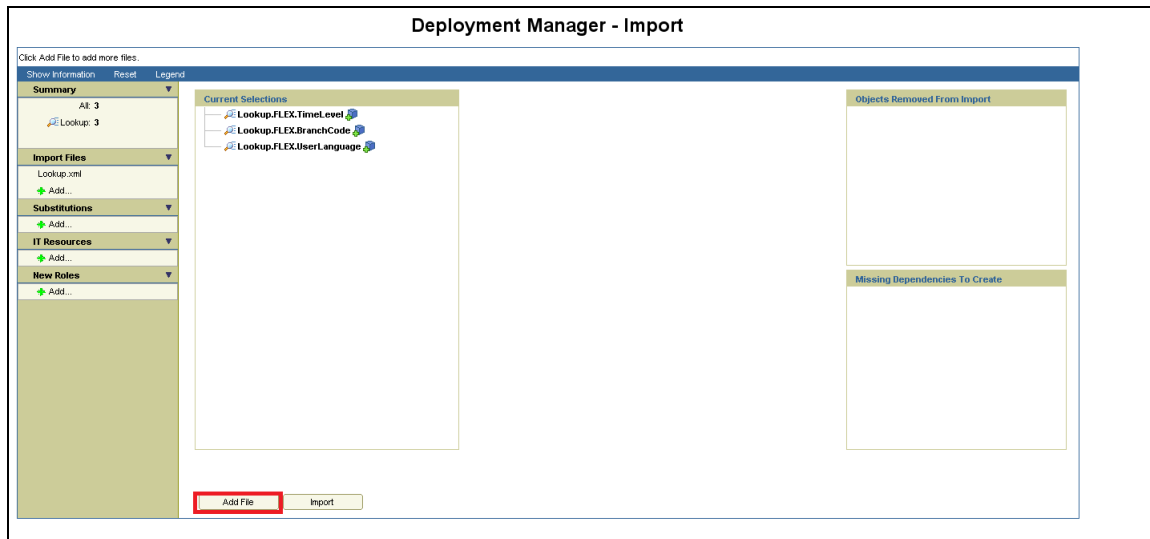 Deployment Manager - Import
Click Add File to add more files.
Show Information Reset Legend
Summary
All: 3
Lookup: 3
Import Files
Lookup.xml
Add...
Substitutions
Add...
IT Resources
Add...
New Roles
Add...
Current Selections
Lookup.FLEX.TimeLevel
Lookup.FLEX.BranchCode
Lookup.FLEX.UserLanguage
Objects Removed From Import
Missing Dependencies To Create
Add File Import